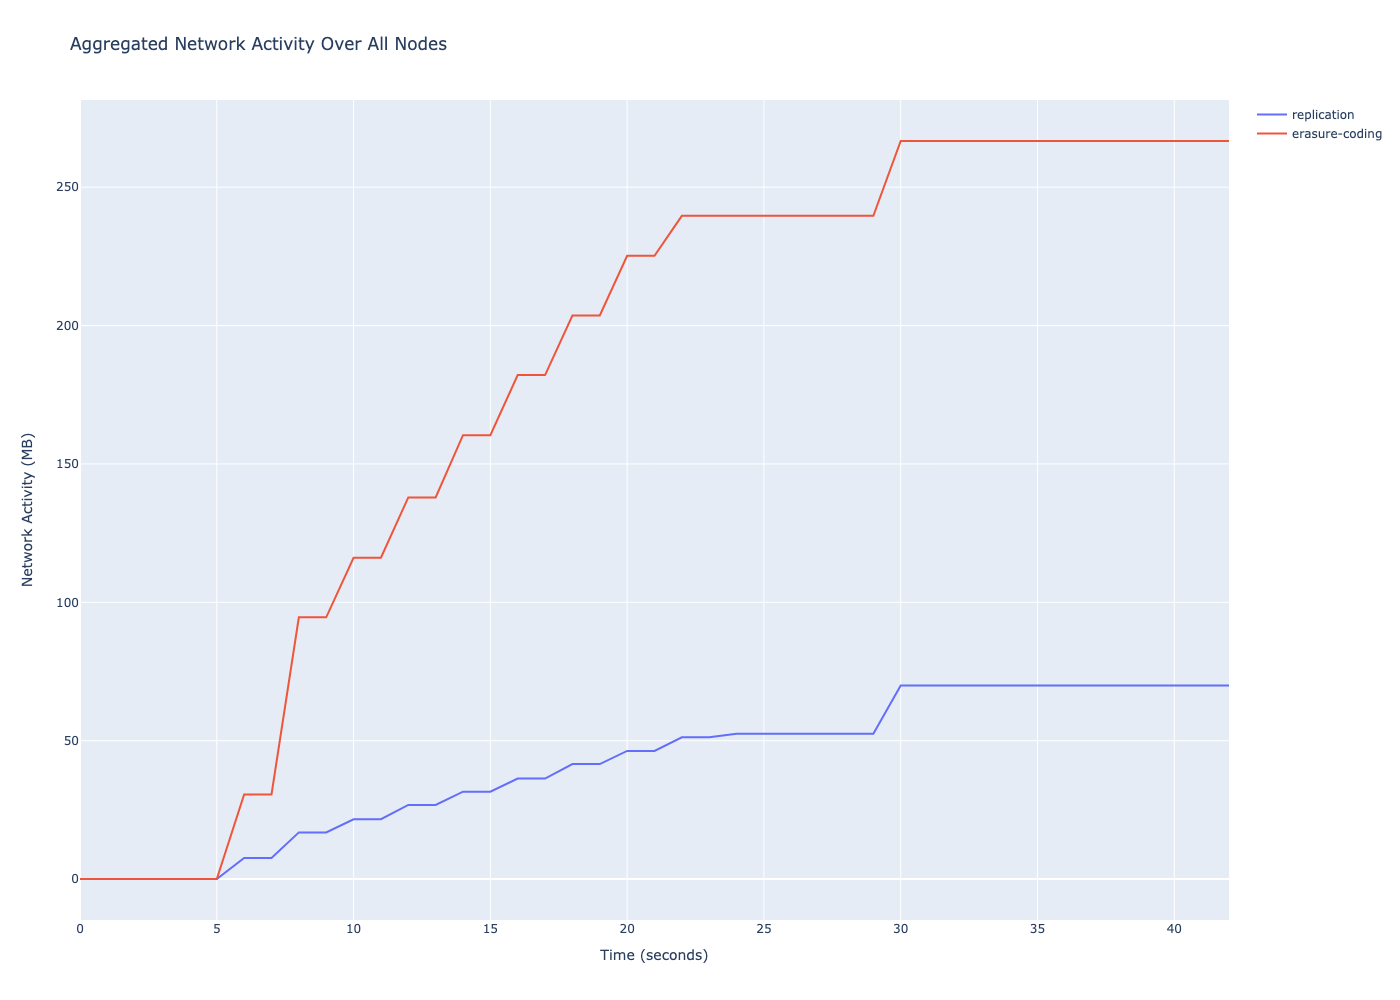 Aggregated Network Activity Over All Nodes
replication
erasure-coding
Network Activity (MB)
250
200
150
100
50
0
0 5 10 15 20 25 30 35 40
Time (seconds)